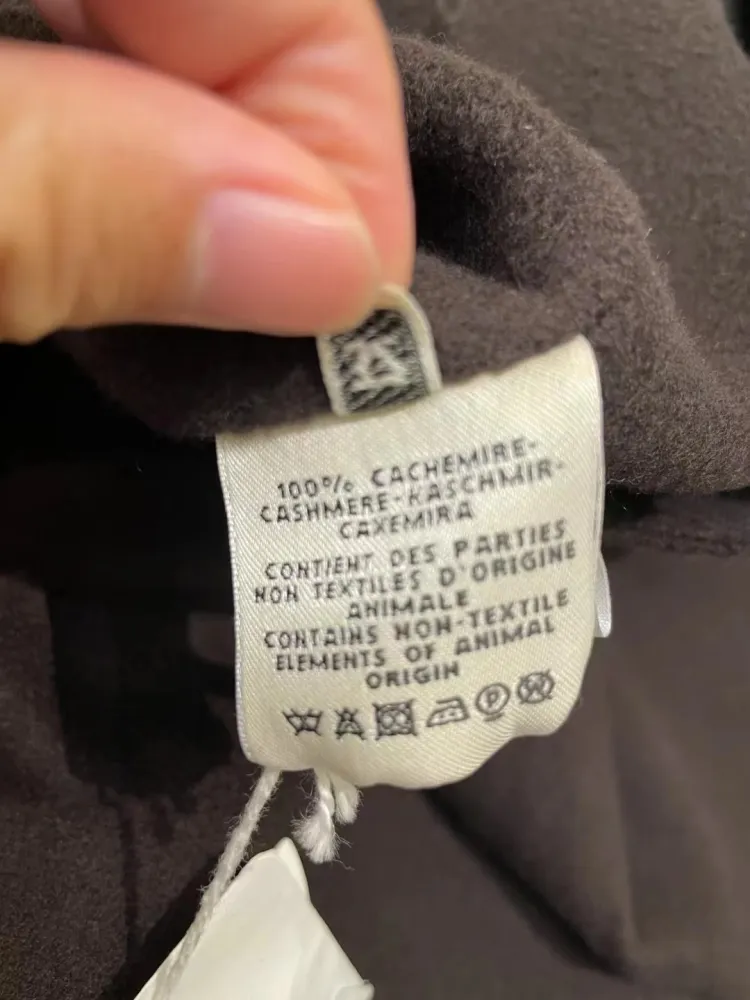 100% CACHEMIRE-
CASHMERE-KASCHMIR-
CAXEMIRA
CONTIENT DES PARTIES
NON TEXTILES D'ORIGINE
ANIMALE
CONTAINS NON-TEXTILE
ELEMENTS OF ANIMAL
ORIGIN
P W